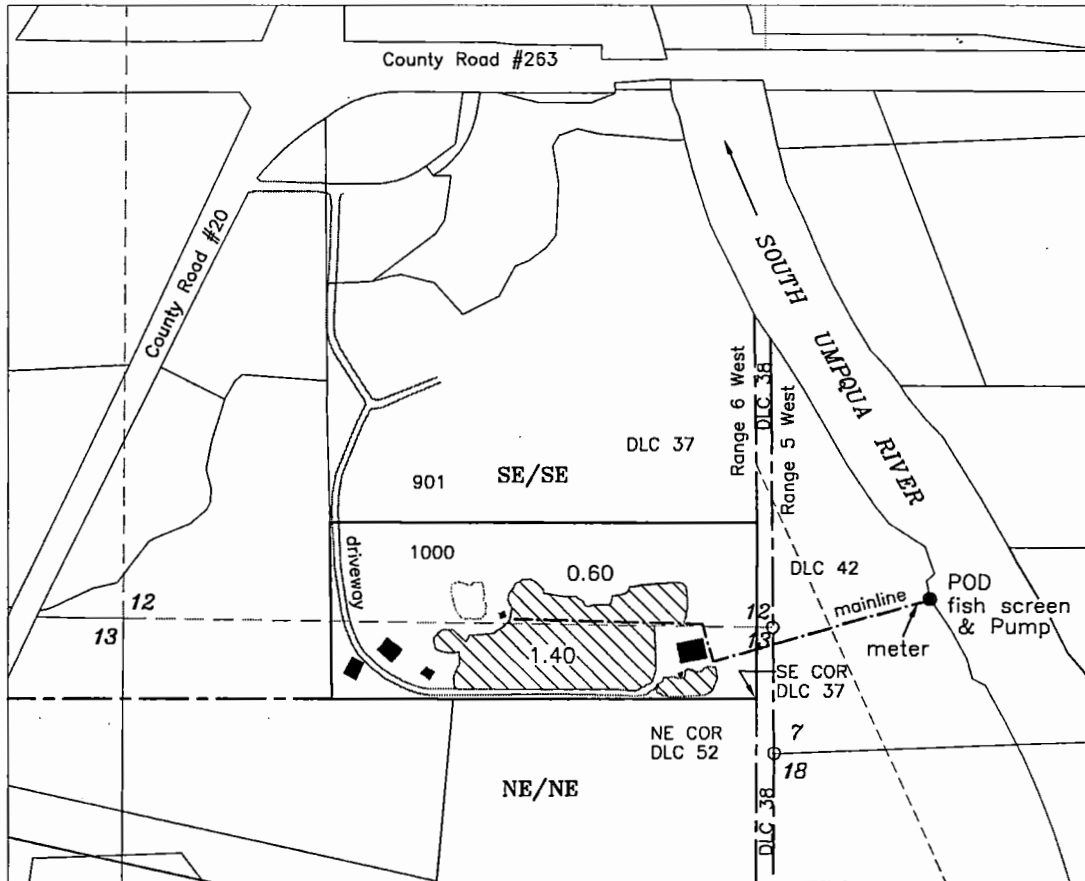 County Road #263
County Road #20
SOUTH UMPQUA RIVER
Range 6 West
DLC 38
Range 5 West
DLC 37
901
SE/SE
driveway
1000
0.60
DLC 42
mainline
POD
fish screen
& Pump
meter
12
13
12
13
1.40
SE COR
DLC 37
NE COR
DLC 52
7
18
NE/NE
DLC 38